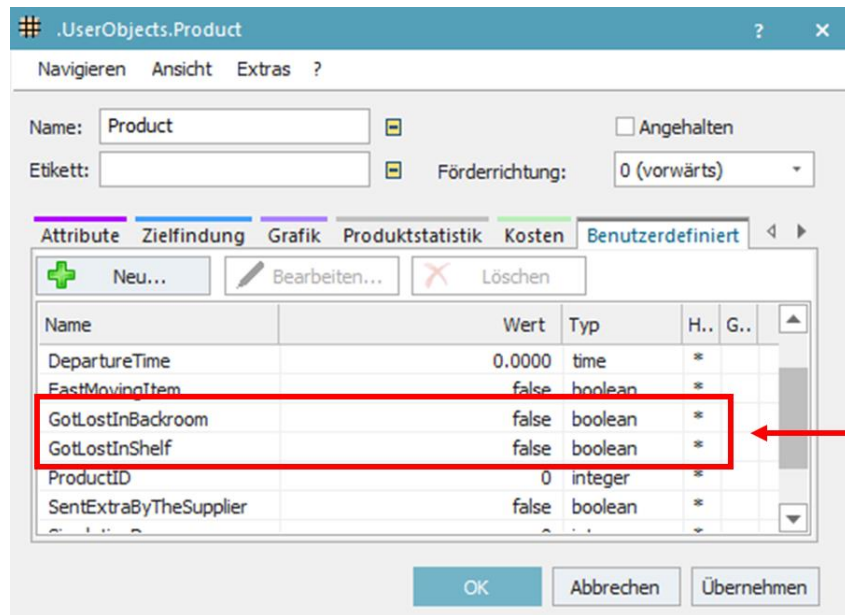 .UserObjects.Product ? ×
Navigieren Ansicht Extras ?
Name: Product Angehalten
Etikett: Förderrichtung: 0 (vorwärts)
Attribute Zielfindung Grafik Produktstatistik Kosten Benutzerdefiniert
Neu... Bearbeiten... Löschen
Name Wert Typ H.. G..
DepartureTime 0.0000 time *
FastMovingItem false boolean *
GotLostInBackroom false boolean *
GotLostInShelf false boolean *
ProductID 0 integer *
SentExtraByTheSupplier false boolean *
OK Abbrechen Übernehmen